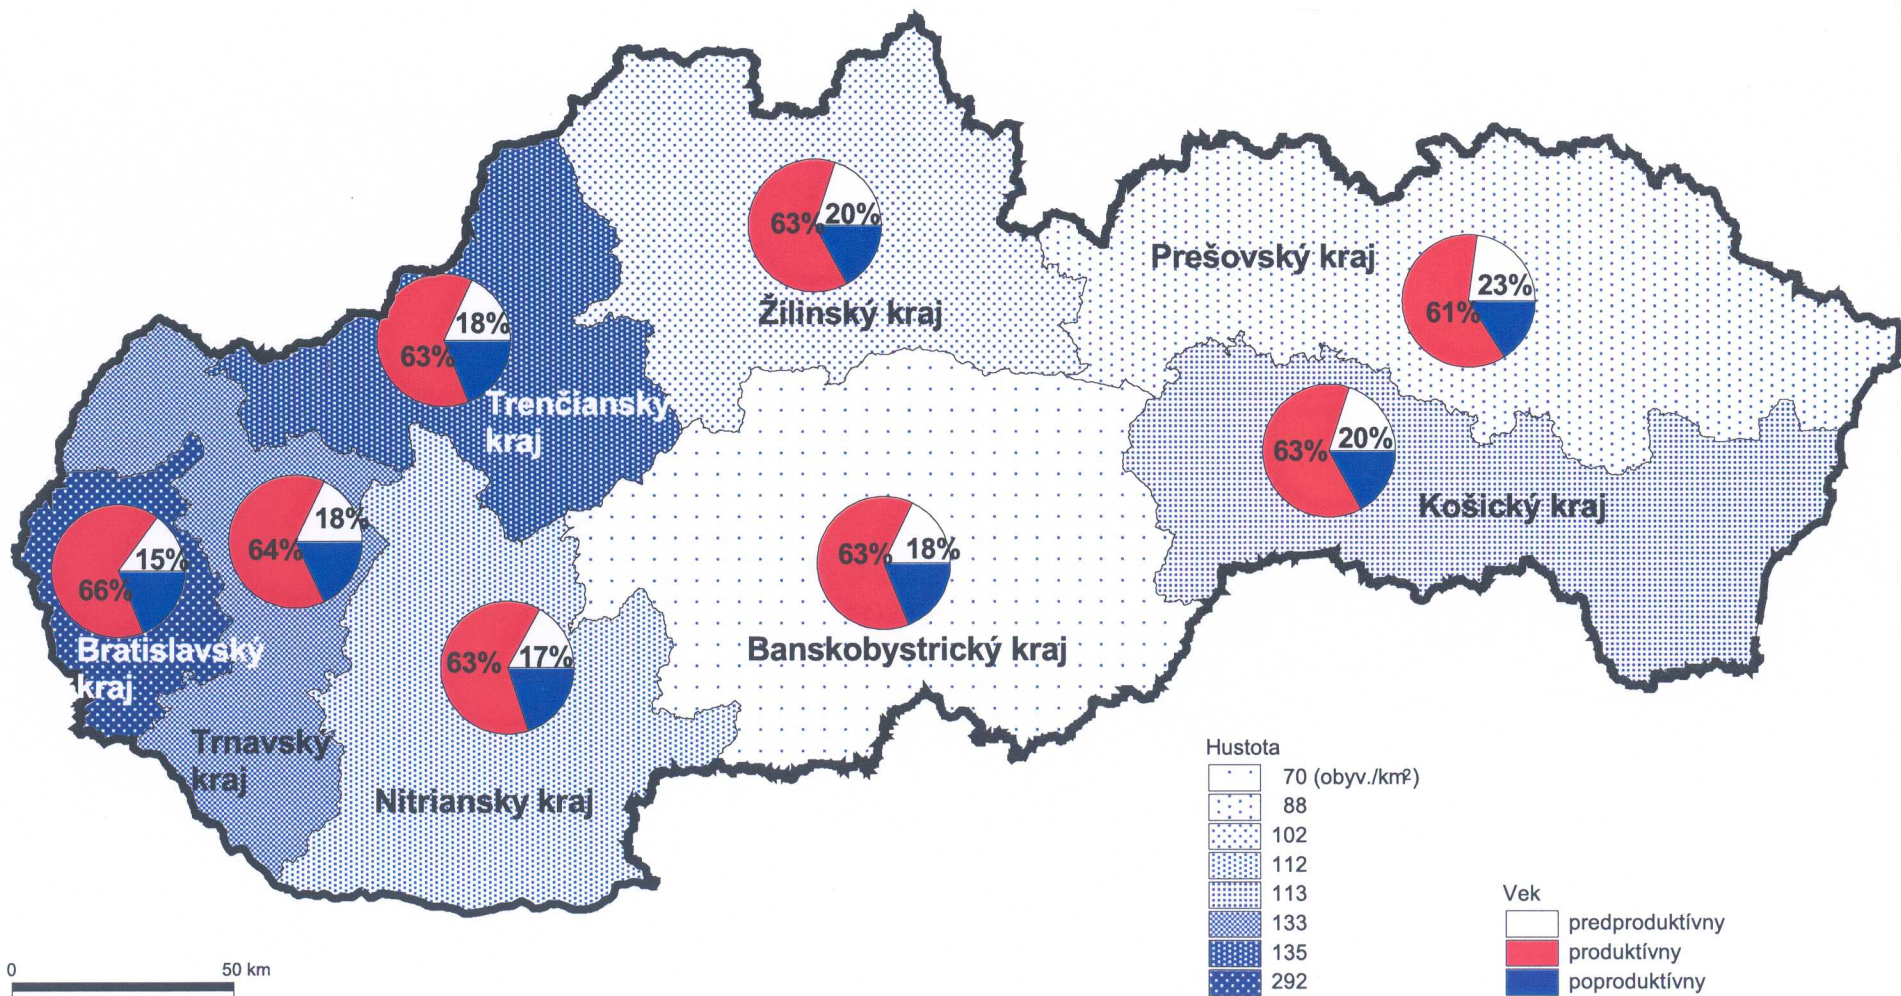 63%
20%
Žilinský kraj
Prešovský kraj
23%
61%
18%
63%
Trenčiansky
kraj
63%
20%
Košický kraj
18%
64%
15%
66%
Bratislavský
kraj
63%
18%
Banskobystrický kraj
63%
17%
Trnavský
kraj
Nitriansky kraj
Hustota
70 (obyv./km²)
88
102
112
113
133
135
292
Vek
predproduktívny
produktívny
poproduktívny
0
50 km